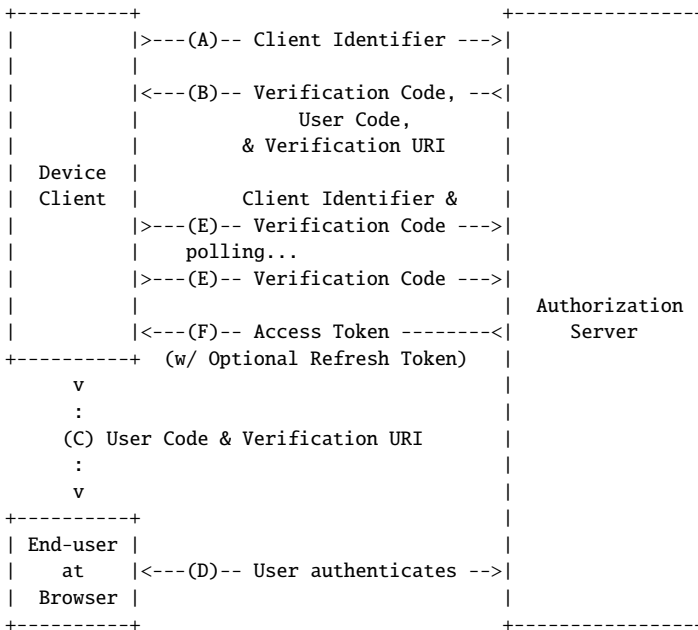 +----------+                                +----------------
|          |>---(A)-- Client Identifier --->|
|          |                                |
|          |<---(B)-- Verification Code, --<|
|          |              User Code,        |
|          |         & Verification URI     |
|  Device  |                                |
|  Client  |         Client Identifier &    |
|          |>---(E)-- Verification Code --->|
|          |    polling...                  |
|          |>---(E)-- Verification Code --->|
|          |                                |  Authorization
|          |<---(F)-- Access Token --------<|     Server
+----------+  (w/ Optional Refresh Token)   |
      v                                     |
      :                                     |
     (C) User Code & Verification URI       |
      :                                     |
      v                                     |
+----------+                                |
| End-user |                                |
|    at    |<---(D)-- User authenticates -->|
|  Browser |                                |
+----------+                                +----------------